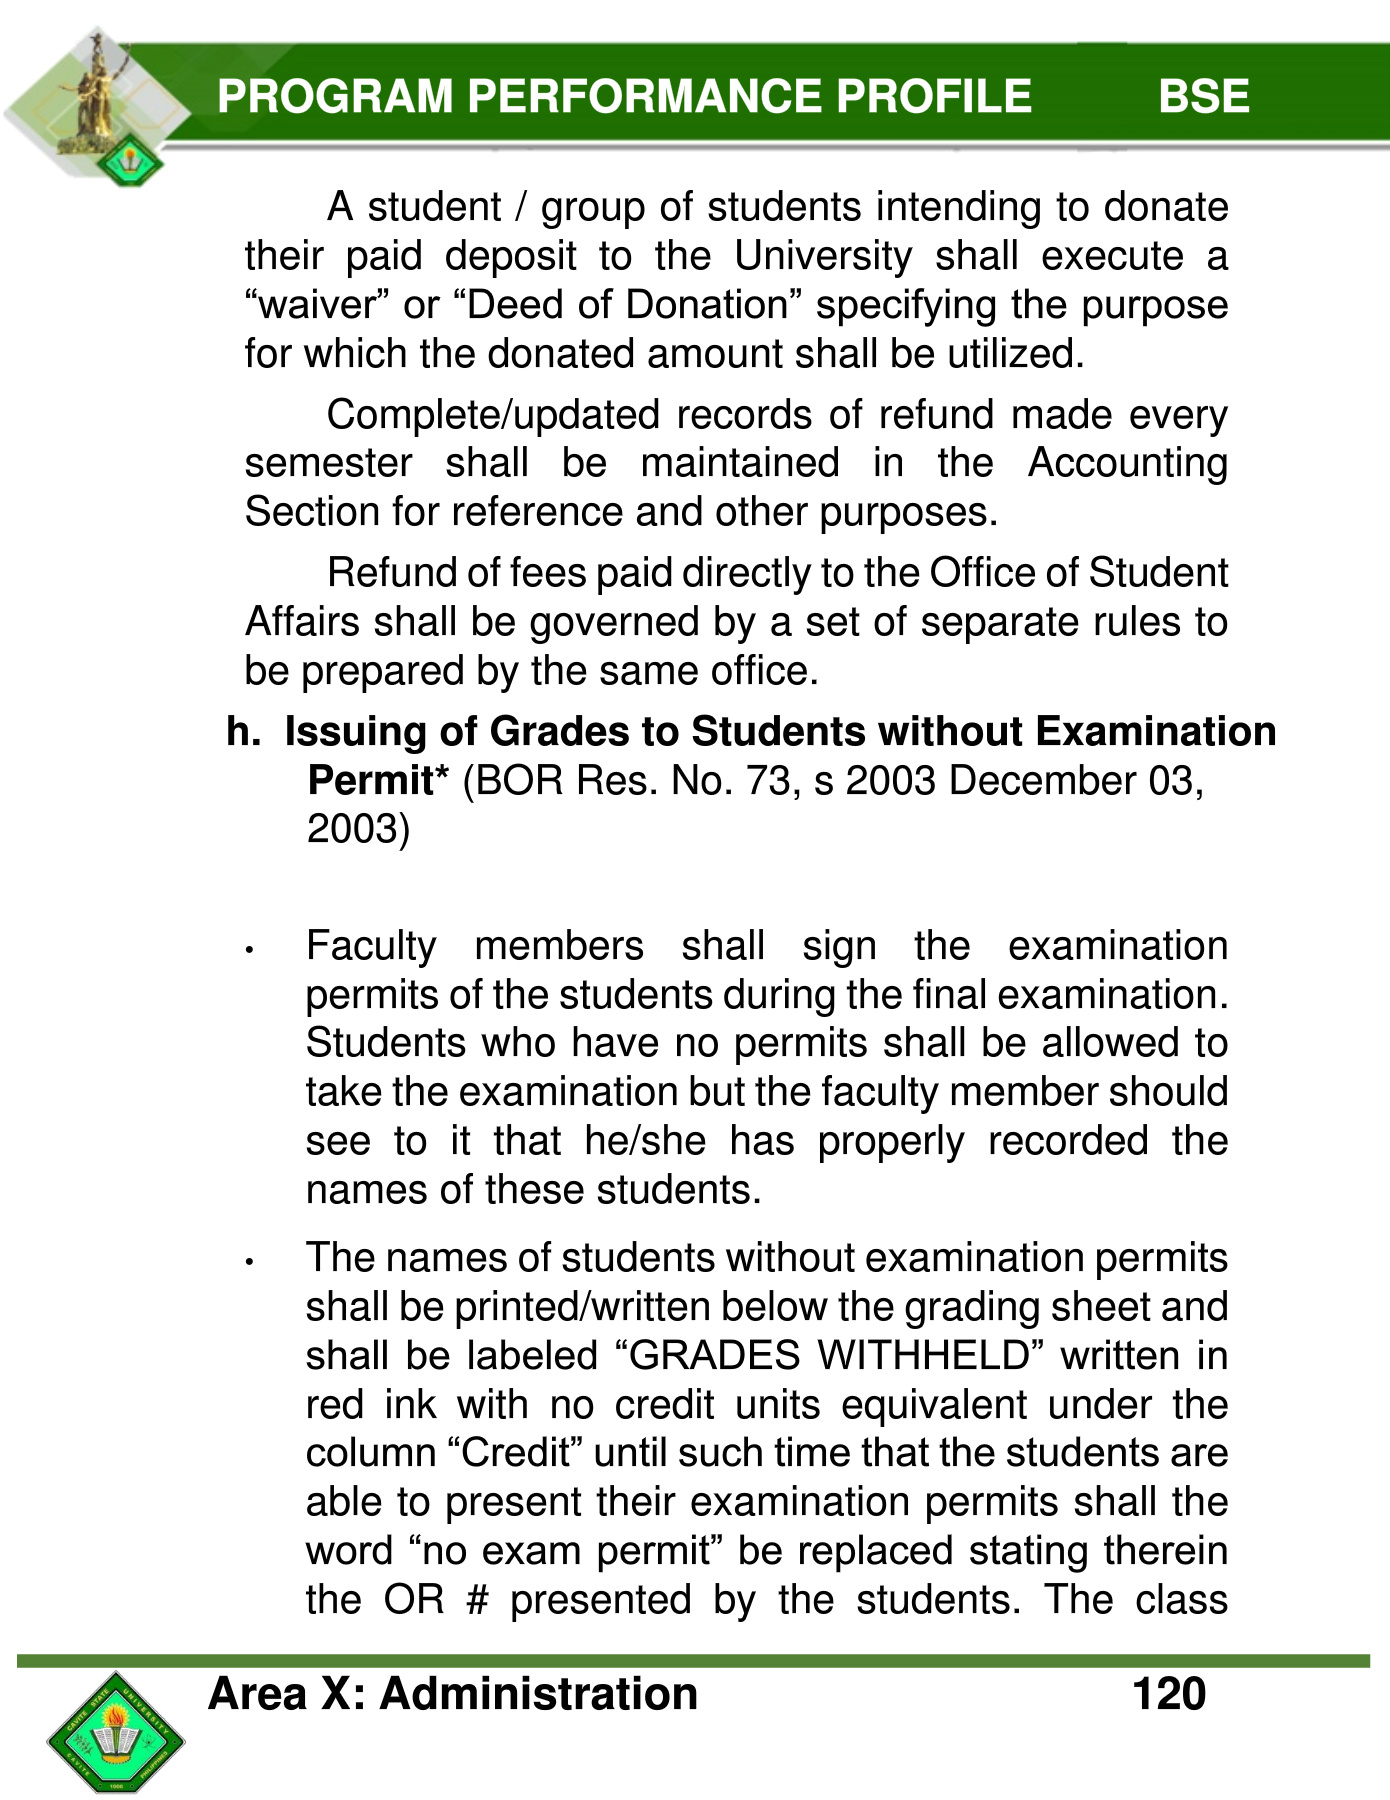 PROGRAM PERFORMANCE PROFILE BSE
A student / group of students intending to donate
their paid deposit to the University shall execute a
“waiver” or “Deed of Donation” specifying the purpose
for which the donated amount shall be utilized.
Complete/updated records of refund made every
semester shall be maintained in the Accounting
Section for reference and other purposes.
Refund of fees paid directly to the Office of Student
Affairs shall be governed by a set of separate rules to
be prepared by the same office.
h. Issuing of Grades to Students without Examination
Permit* (BOR Res. No. 73, s 2003 December 03,
2003)
• Faculty members shall sign the examination
permits of the students during the final examination.
Students who have no permits shall be allowed to
take the examination but the faculty member should
see to it that he/she has properly recorded the
names of these students.
• The names of students without examination permits
shall be printed/written below the grading sheet and
shall be labeled “GRADES WITHHELD” written in
red ink with no credit units equivalent under the
column “Credit” until such time that the students are
able to present their examination permits shall the
word “no exam permit” be replaced stating therein
the OR # presented by the students. The class
Area X: Administration 120
CAVITE STATE UNIVERSITY
CAVITE 1906 PHILIPPINES